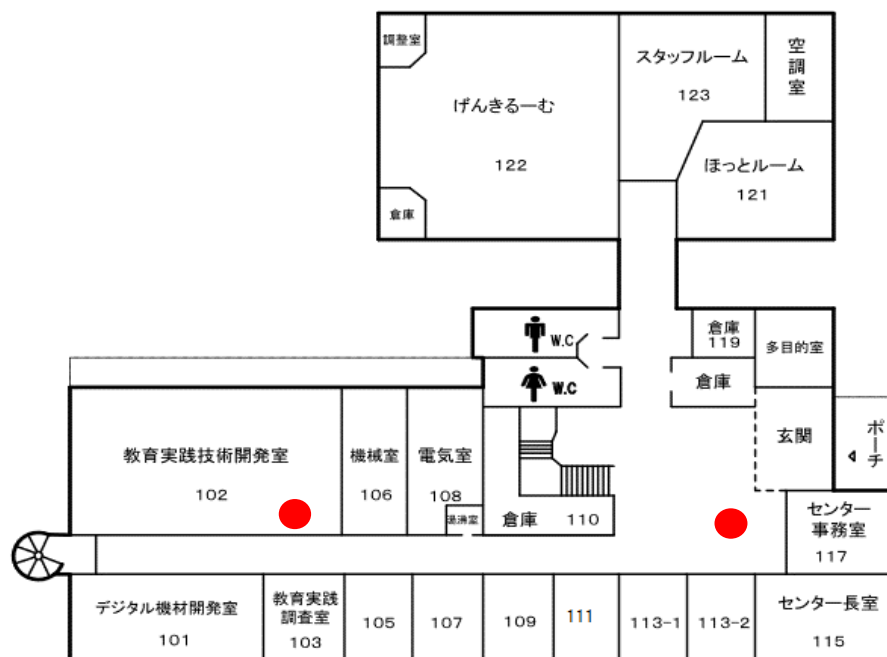 調整室
げんきるーむ
122
倉庫
スタッフルーム
123
空調室
ほっとルーム
121
W.C
W.C
倉庫
119
多目的室
倉庫
玄関
ポーチ
教育実践技術開発室
102
機械室
106
電気室
108
湯沸室
倉庫 110
センター
事務室
117
デジタル機材開発室
101
教育実践
調査室
103
105
107
109
111
113-1
113-2
センター長室
115